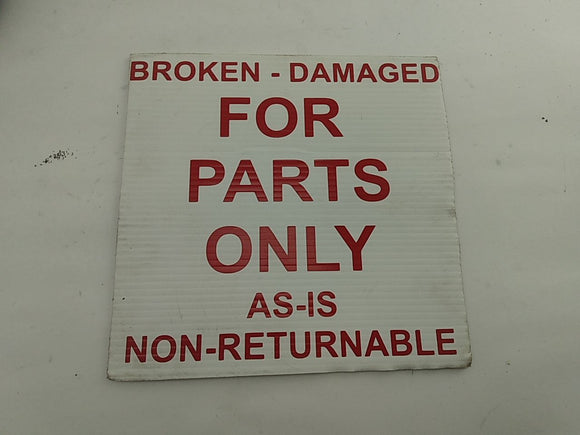 BROKEN - DAMAGED
FOR
PARTS
ONLY
AS-IS
NON-RETURNABLE